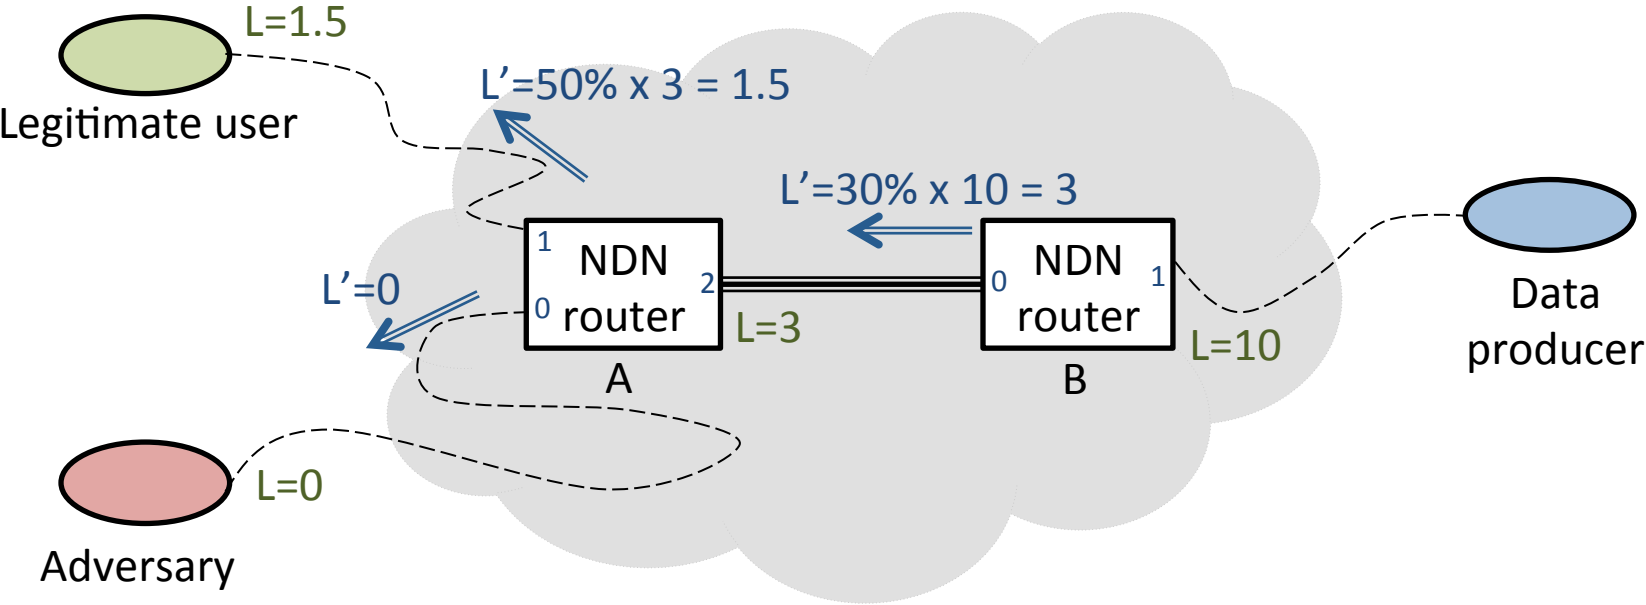 L=1.5
Legitimate user
L’=50% x 3 = 1.5
L’=30% x 10 = 3
L’=0
1
0
NDN
router
2
A
L=3
0
NDN
router
1
B
L=10
Data
producer
L=0
Adversary